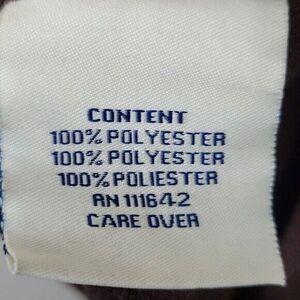 CONTENT
100% POLYESTER
100% POLYESTER
100% POLIESTER
RN 111642
CARE OVER